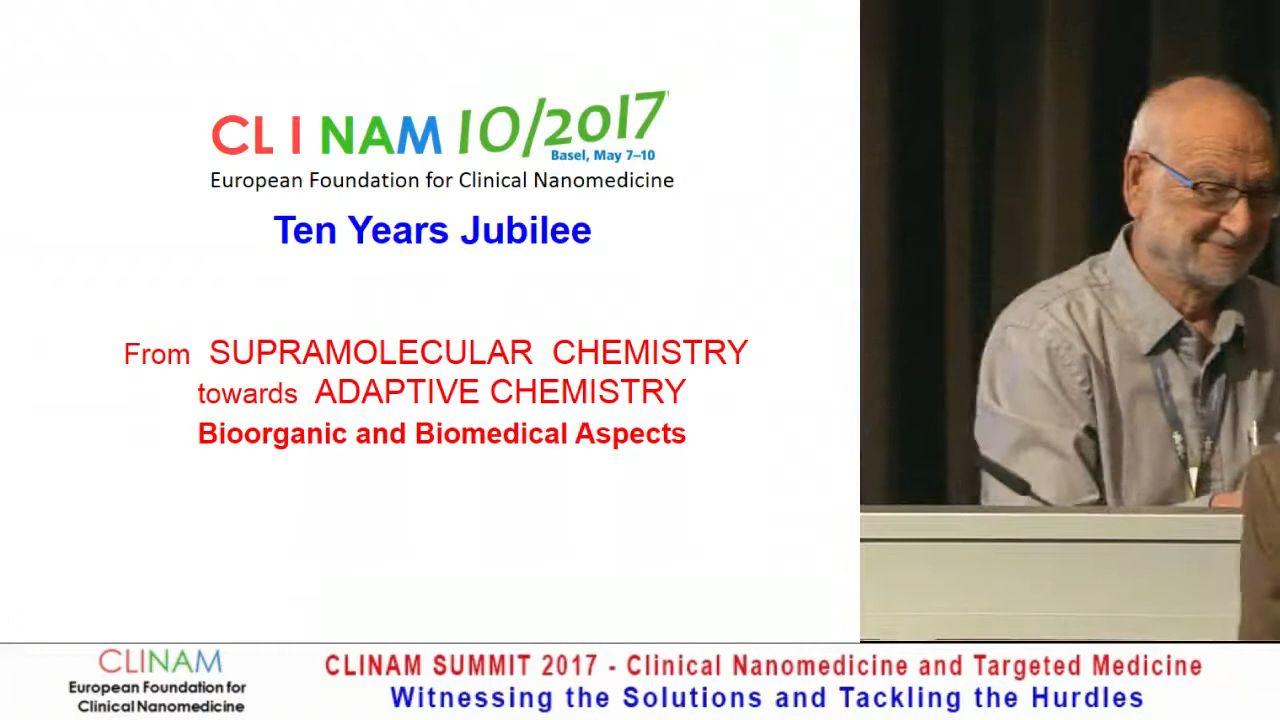 CLINAM 10/2017
Basel, May 7–10
European Foundation for Clinical Nanomedicine
Ten Years Jubilee
From SUPRAMOLECULAR CHEMISTRY
towards ADAPTIVE CHEMISTRY
Bioorganic and Biomedical Aspects
CLINAM
European Foundation for
Clinical Nanomedicine
CLINAM SUMMIT 2017 - Clinical Nanomedicine and Targeted Medicine
Witnessing the Solutions and Tackling the Hurdles